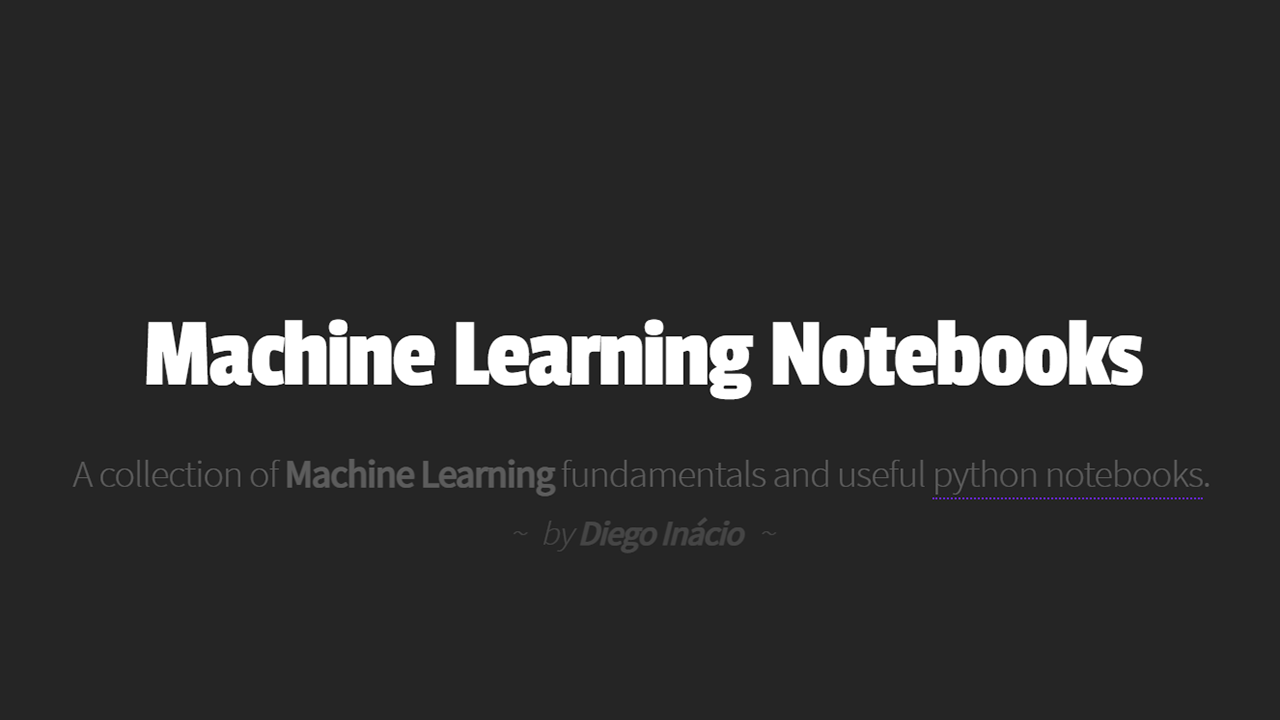 Machine Learning Notebooks
A collection of Machine Learning fundamentals and useful python notebooks.
~ by Diego Inácio ~